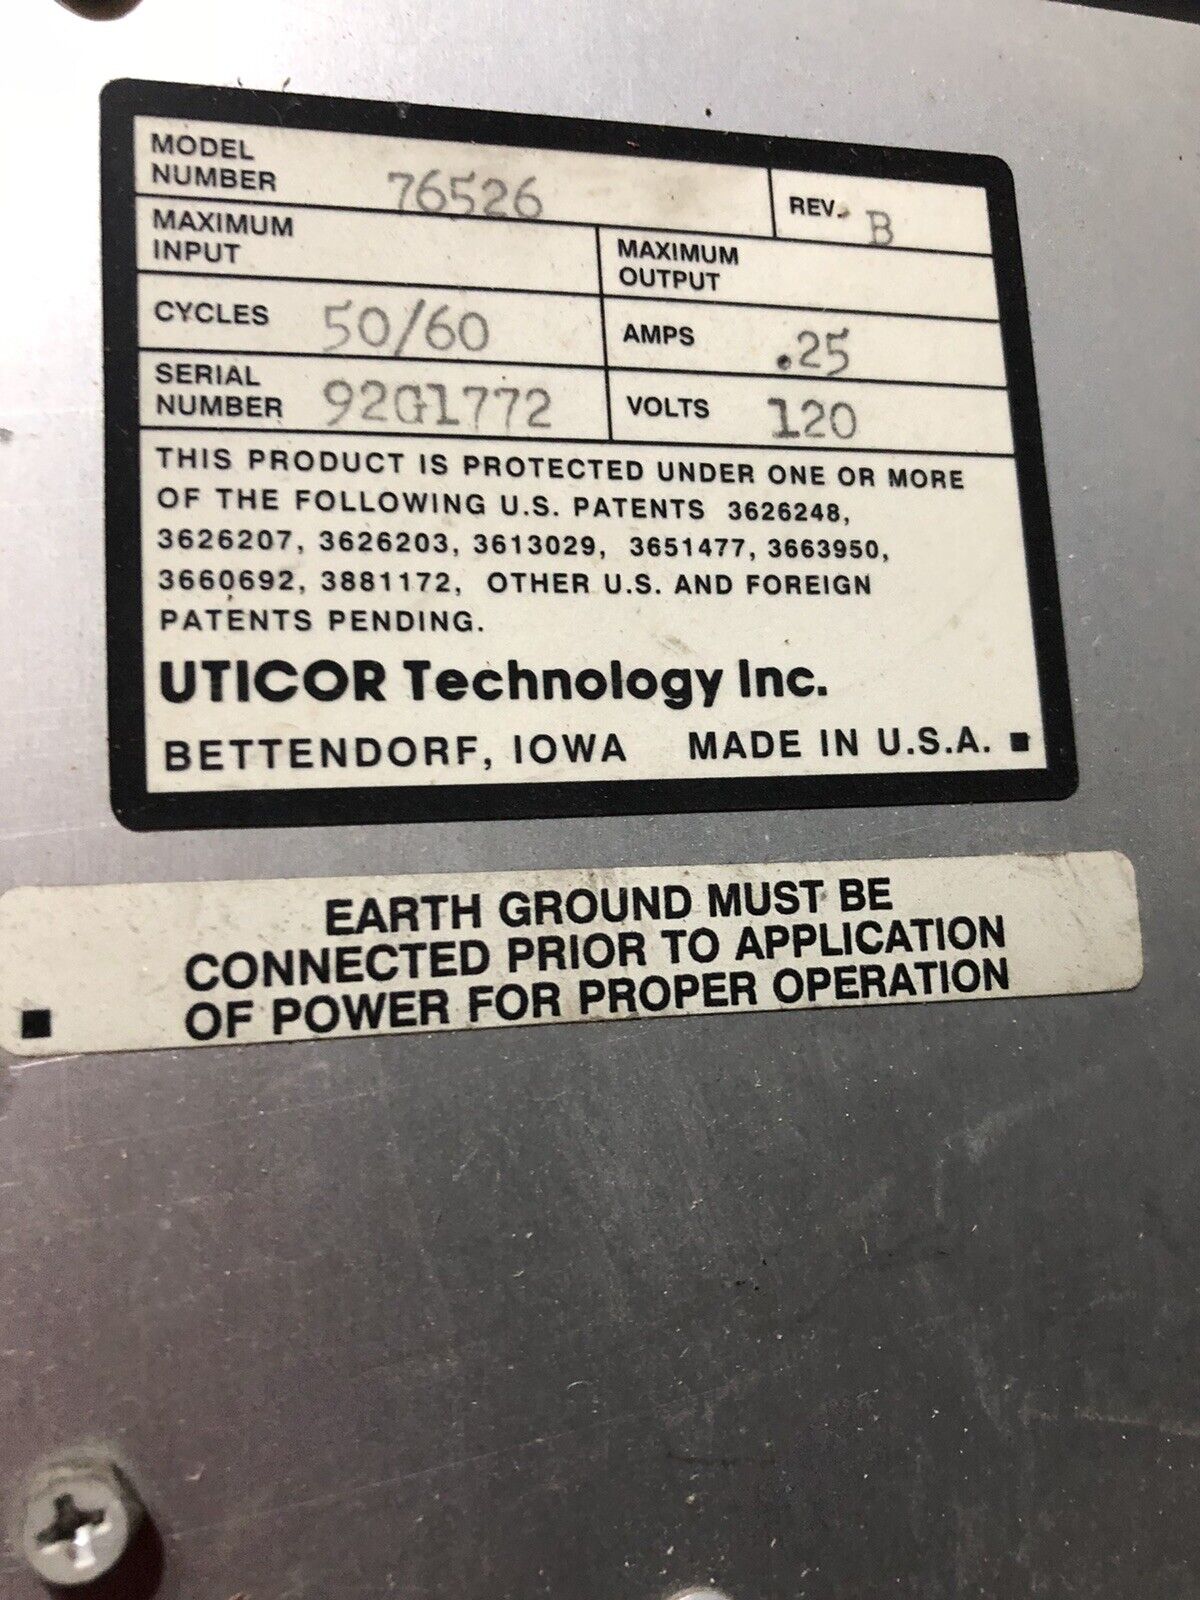 MODEL NUMBER 76526 REV. B
MAXIMUM INPUT MAXIMUM OUTPUT
CYCLES 50/60 AMPS .25
SERIAL NUMBER 92G1772 VOLTS 120
THIS PRODUCT IS PROTECTED UNDER ONE OR MORE
OF THE FOLLOWING U.S. PATENTS 3626248,
3626207, 3626203, 3613029, 3651477, 3663950,
3660692, 3881172, OTHER U.S. AND FOREIGN
PATENTS PENDING.
UTICOR Technology Inc.
BETTENDORF, IOWA MADE IN U.S.A.
EARTH GROUND MUST BE
CONNECTED PRIOR TO APPLICATION
OF POWER FOR PROPER OPERATION